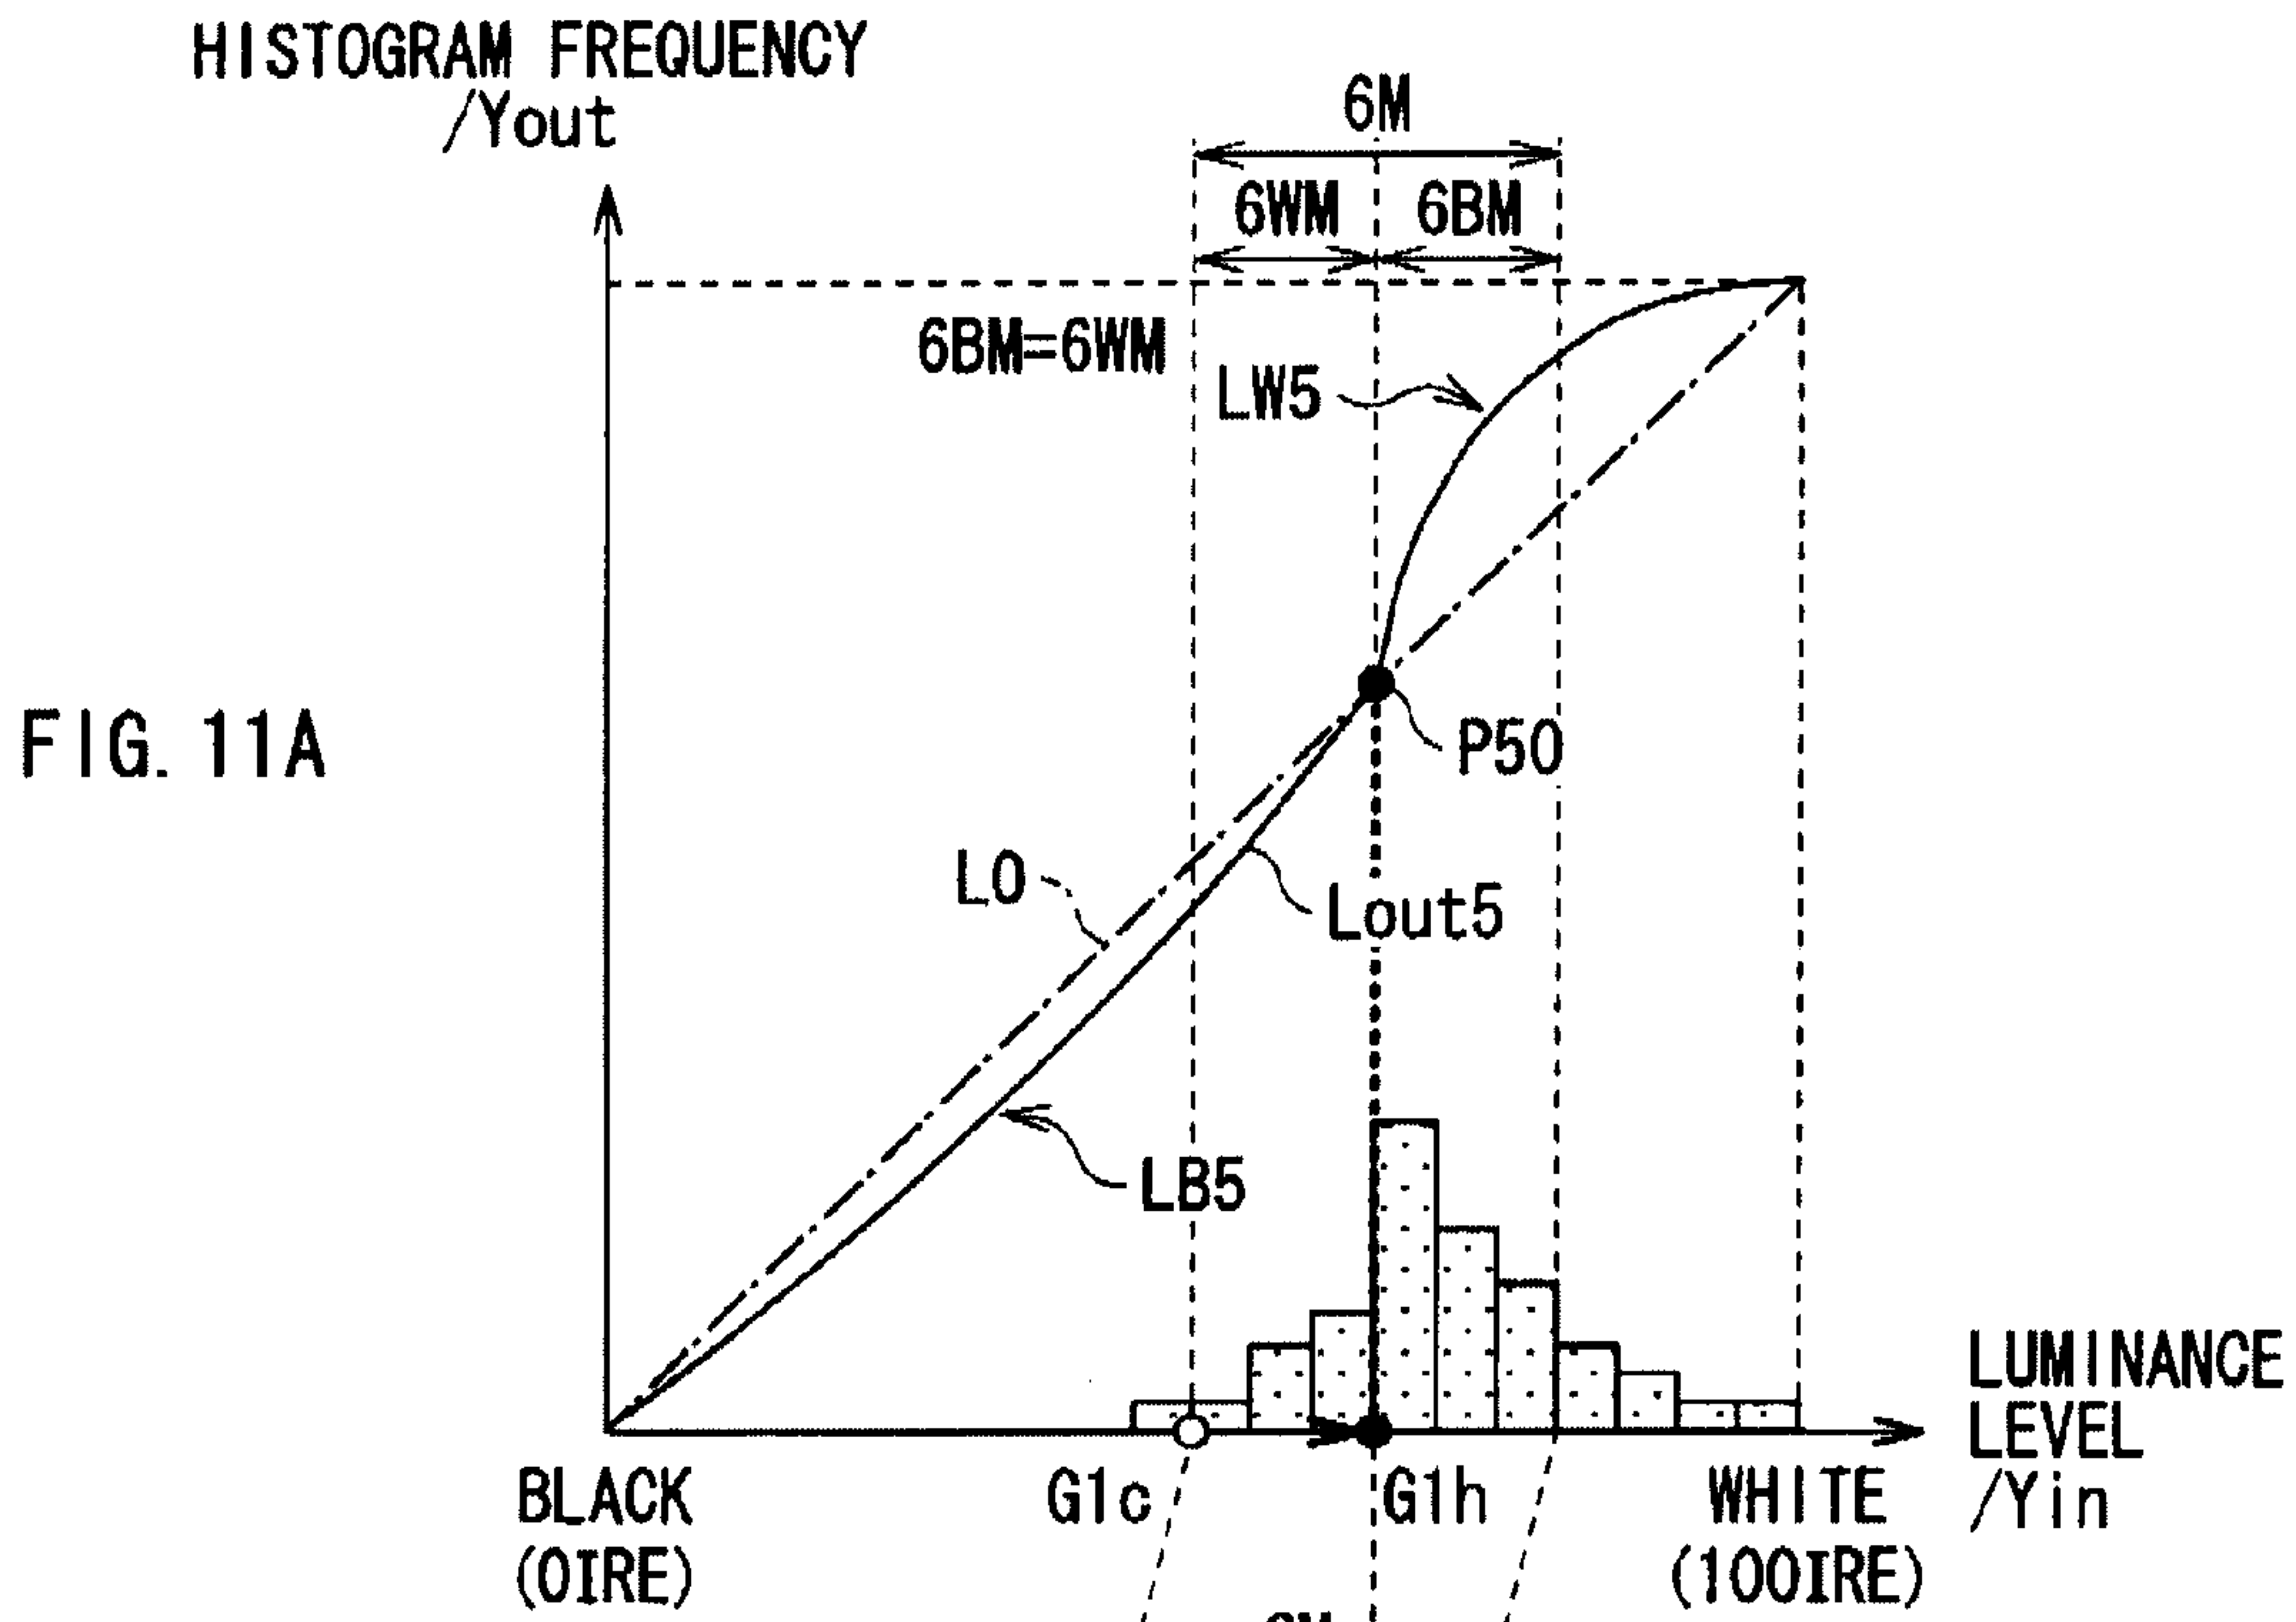 HISTOGRAM FREQUENCY
/Yout
6M
6WM
6BM
6BM=6WM
LW5
FIG. 11A
P50
L0
Lout5
LB5
LUMINANCE
LEVEL
/Yin
G1c
G1h
BLACK
(0IRE)
WHITE
(100IRE)